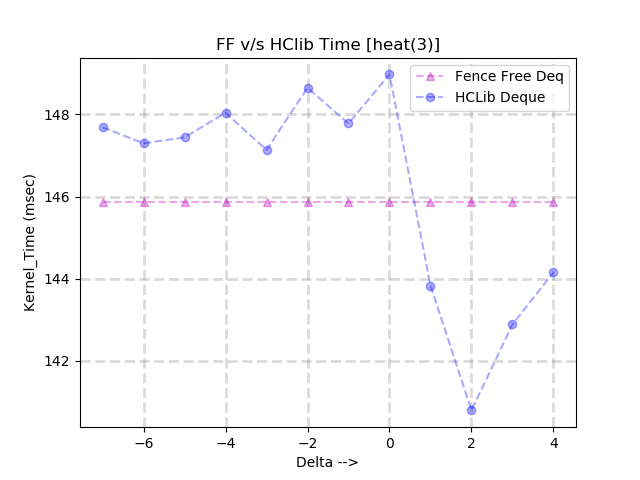 FF v/s HClib Time [heat(3)]
Fence Free Deq
HCLib Deque
148
146
144
142
Kernel_Time (msec)
−6 −4 −2 0 2 4
Delta -->